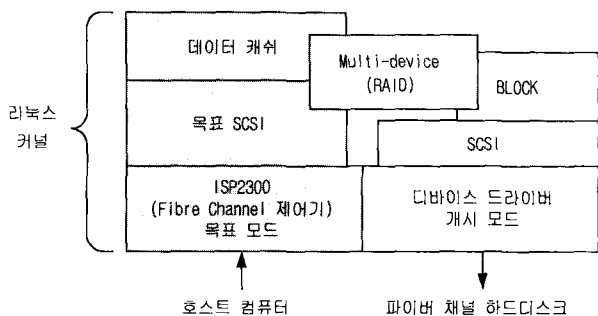 데이터 캐쉬
Multi-device
(RAID)
BLOCK
리눅스
커널
목표 SCSI
SCSI
ISP2300
(Fibre Channel 제어기)
목표 모드
디바이스 드라이버
개시 모드
호스트 컴퓨터
파이버 채널 하드디스크